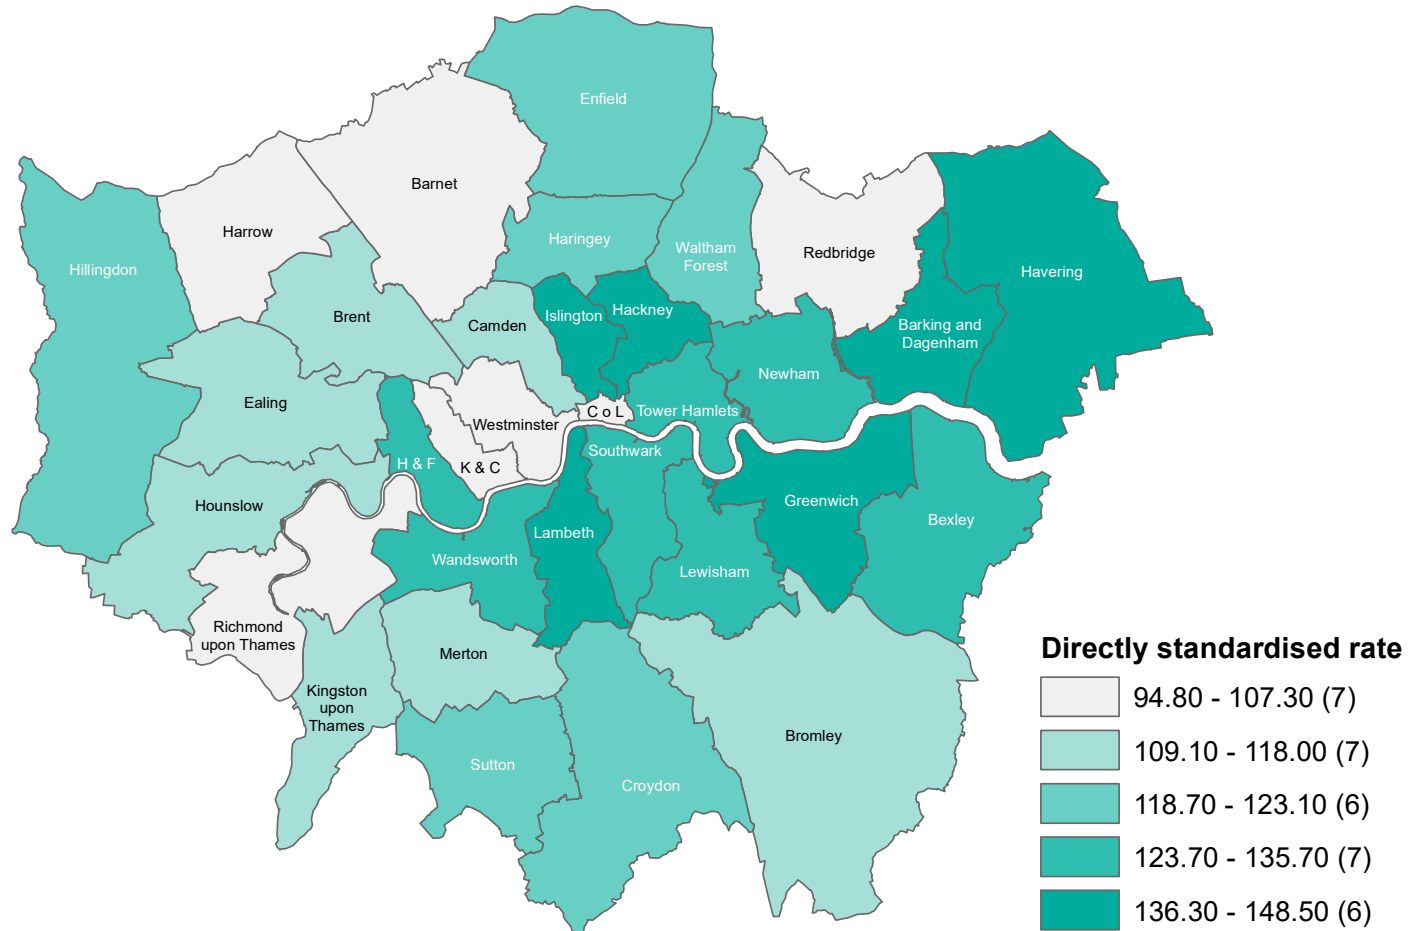 Enfield
Barnet
Harrow
Haringey
Waltham
Forest
Redbridge
Hillingdon
Havering
Brent
Camden
Islington
Hackney
Barking and
Dagenham
Newham
Ealing
Westminster
C o L
Tower Hamlets
H & F
K & C
Southwark
Hounslow
Greenwich
Bexley
Lambeth
Wandsworth
Lewisham
Richmond
upon Thames
Merton
Kingston
upon
Thames
Bromley
Sutton
Croydon
Directly standardised rate
94.80 - 107.30 (7)
109.10 - 118.00 (7)
118.70 - 123.10 (6)
123.70 - 135.70 (7)
136.30 - 148.50 (6)